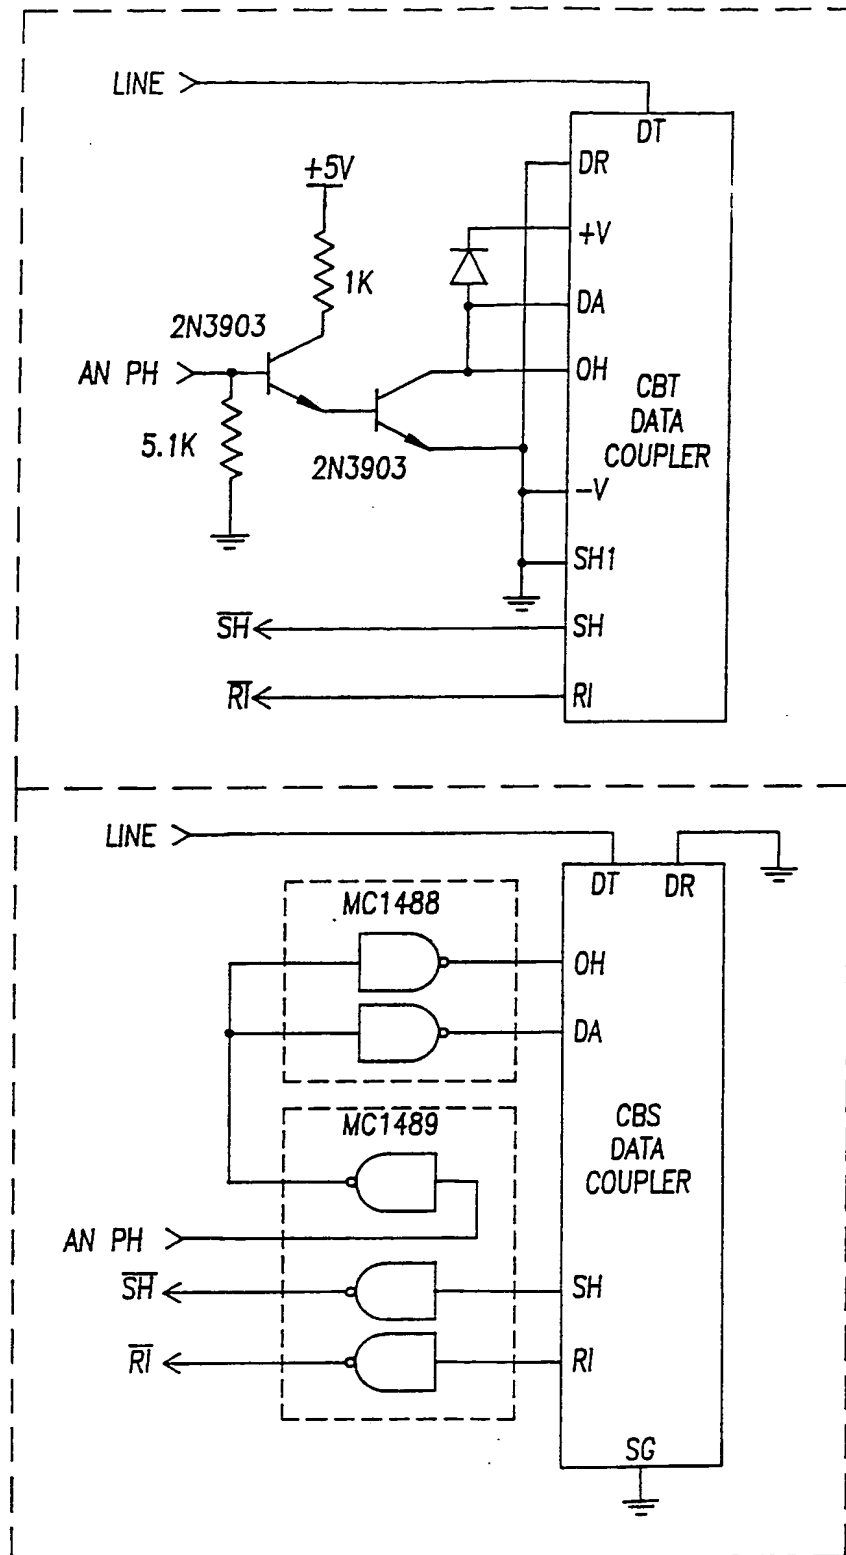 LINE
DT
DR
+5V
+V
1K
DA
2N3903
AN PH
OH
CBT
DATA
COUPLER
5.1K
2N3903
-V
SH1
SH
SH
RI
RI
LINE
DT
DR
MC1488
OH
DA
MC1489
CBS
DATA
COUPLER
AN PH
SH
SH
RI
RI
SG